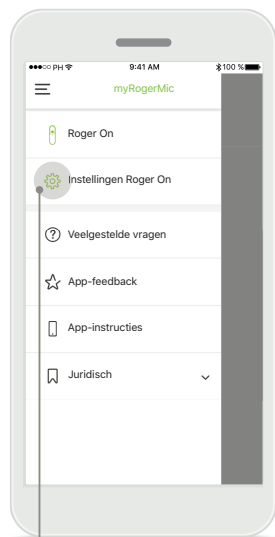 PH 9:41 AM 100 %
myRogerMic
Roger On
Instellingen Roger On
Veelgestelde vragen
App-feedback
App-instructies
Juridisch